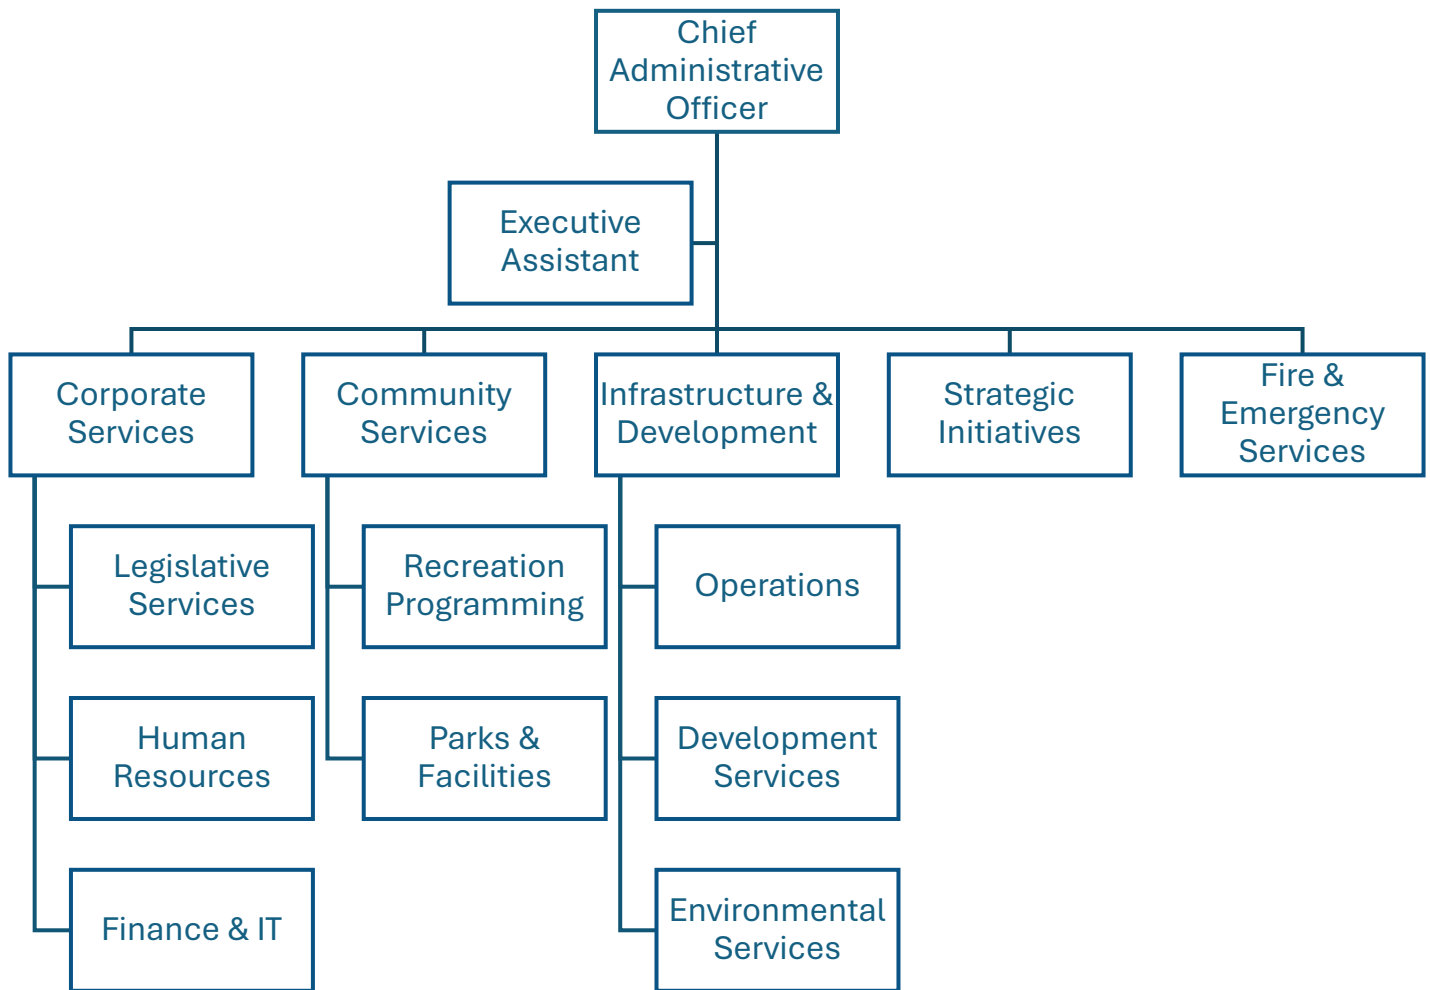 Chief
Administrative
Officer
Executive
Assistant
Corporate
Services
Community
Services
Infrastructure &
Development
Strategic
Initiatives
Fire &
Emergency
Services
Legislative
Services
Recreation
Programming
Operations
Human
Resources
Parks &
Facilities
Development
Services
Finance & IT
Environmental
Services